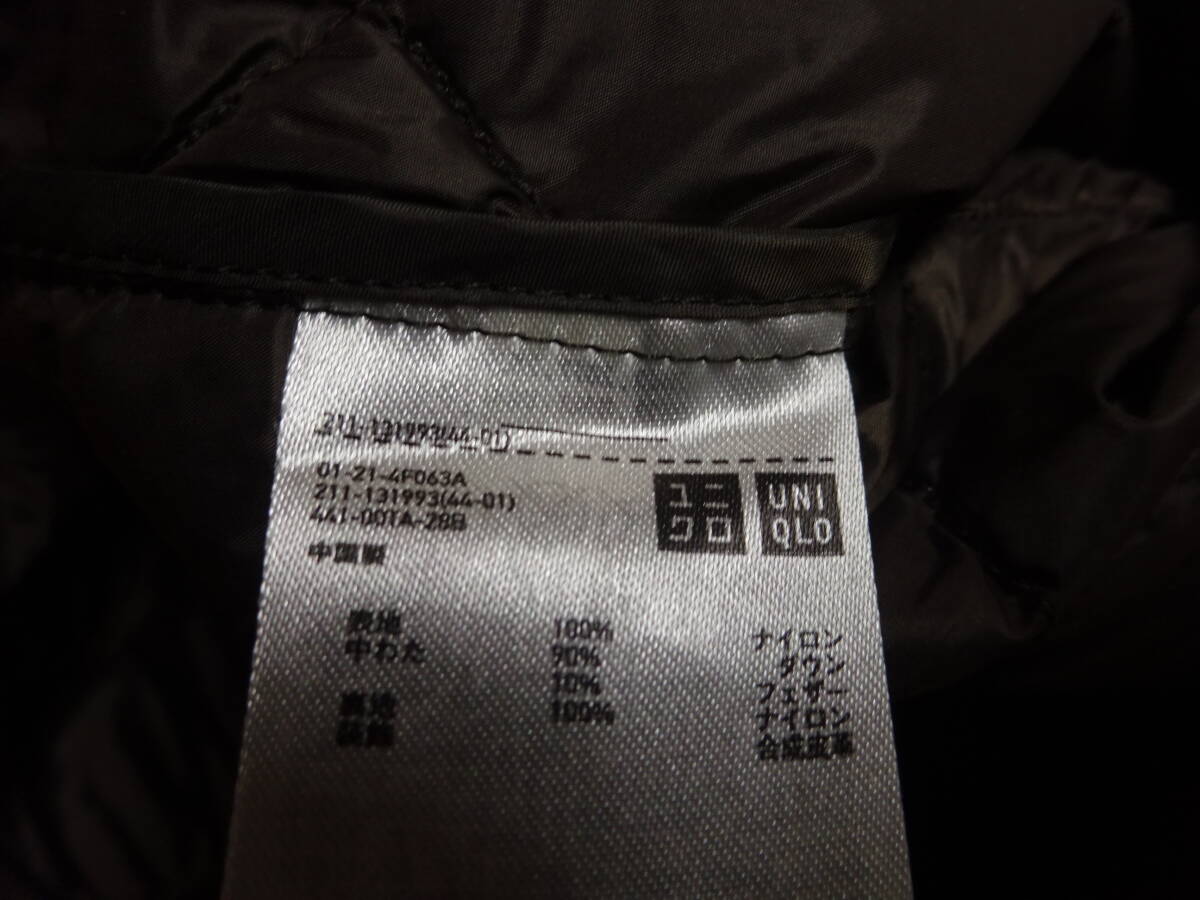 211-131993(44-01)
01-21-4F063A
211-131993(44-01)
441-001A-28B
中国製
ユニ
クロ
UNI
QLO
表地 100% ナイロン
中わた 90% ダウン
10% フェザー
裏地 100% ナイロン
装飾 合成皮革